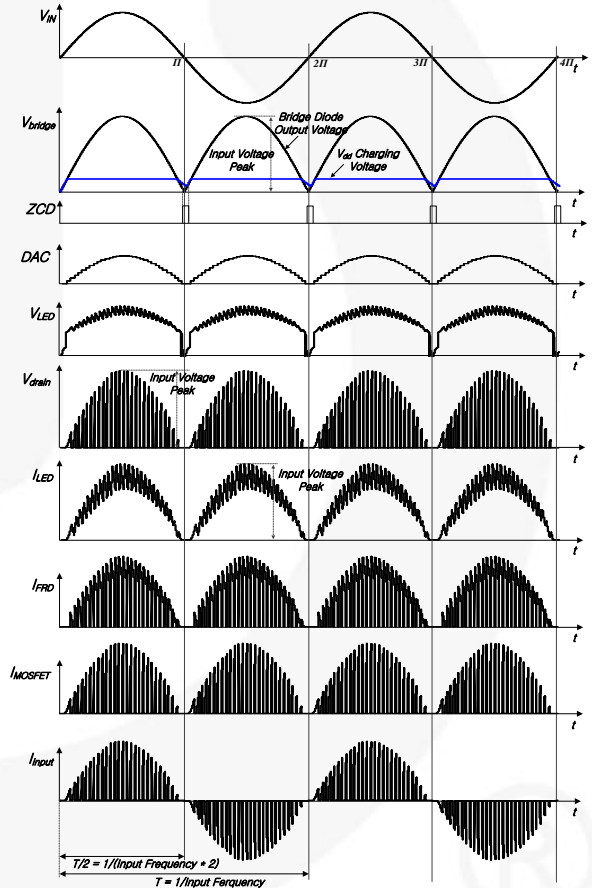 VIN
Π
2Π
3Π
4Π
t
Vbridge
Bridge Diode
Output Voltage
Input Voltage
Peak
Vdd Charging
Voltage
t
ZCD
t
DAC
t
VLED
t
Vdrain
Input Voltage
Peak
t
ILED
Input Voltage
Peak
t
IFRD
t
IMOSFET
t
Iinput
t
T/2 = 1/(Input Frequency * 2)
T = 1/Input Ferquency
®